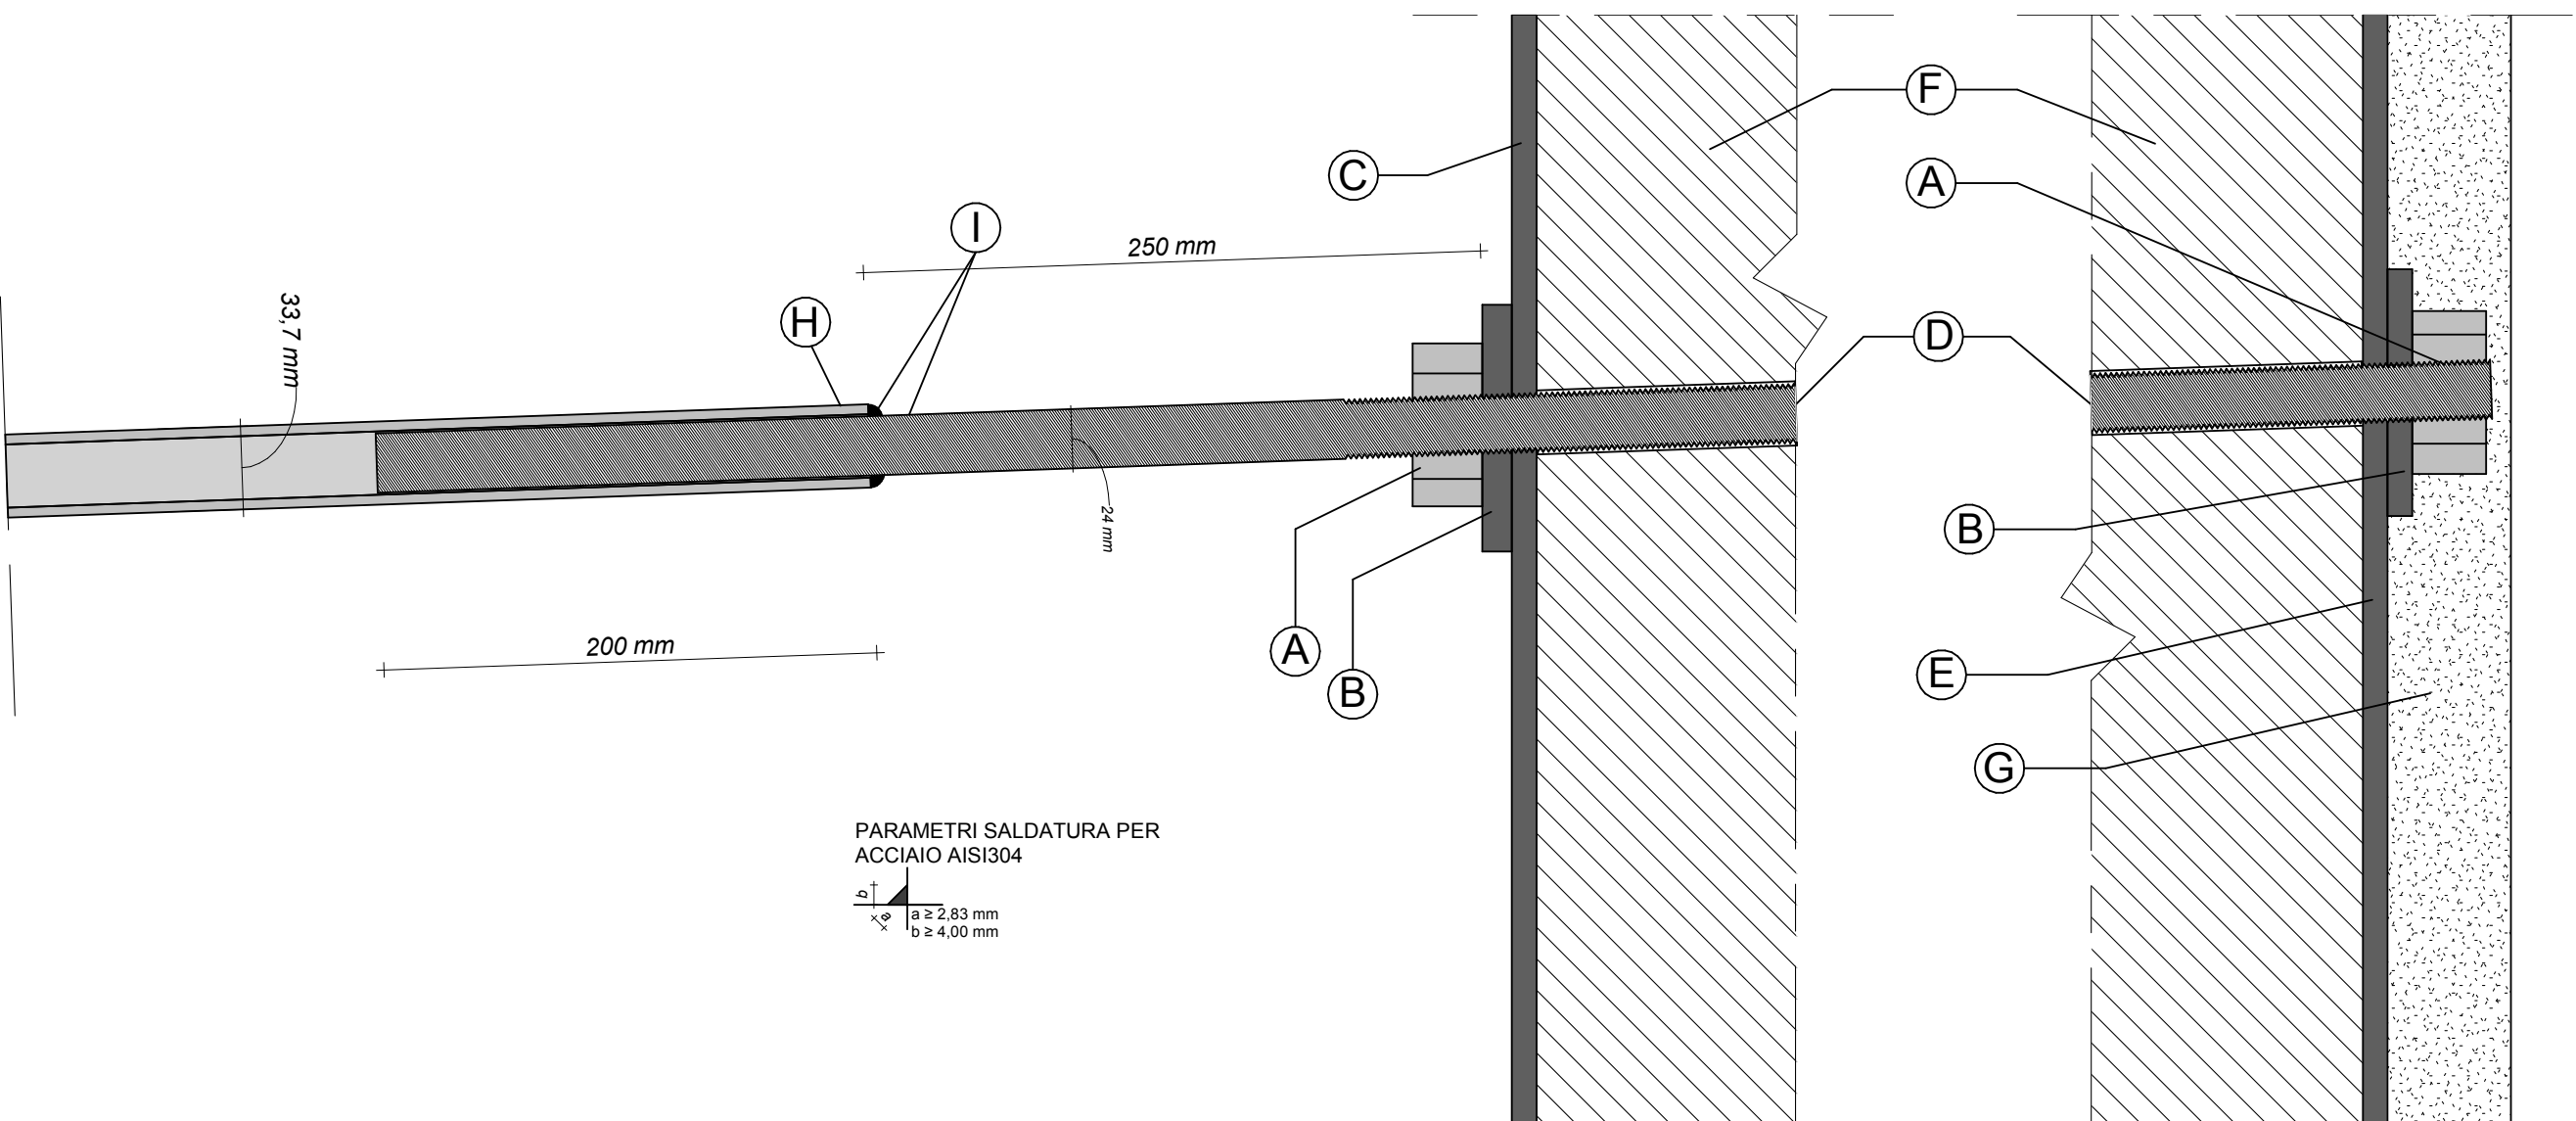 F
C
A
I
250 mm
33,7 mm
H
D
24 mm
B
200 mm
A
B
E
G
PARAMETRI SALDATURA PER
ACCIAIO AISI304
b
a
a ≥ 2,83 mm
b ≥ 4,00 mm